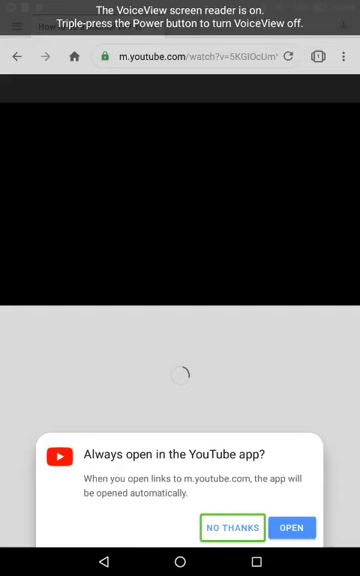 The VoiceView screen reader is on.
Triple-press the Power button to turn VoiceView off.
m.youtube.com/watch?v=5KGIOcUm
1
Always open in the YouTube app?
When you open links to m.youtube.com, the app will
be opened automatically.
NO THANKS
OPEN